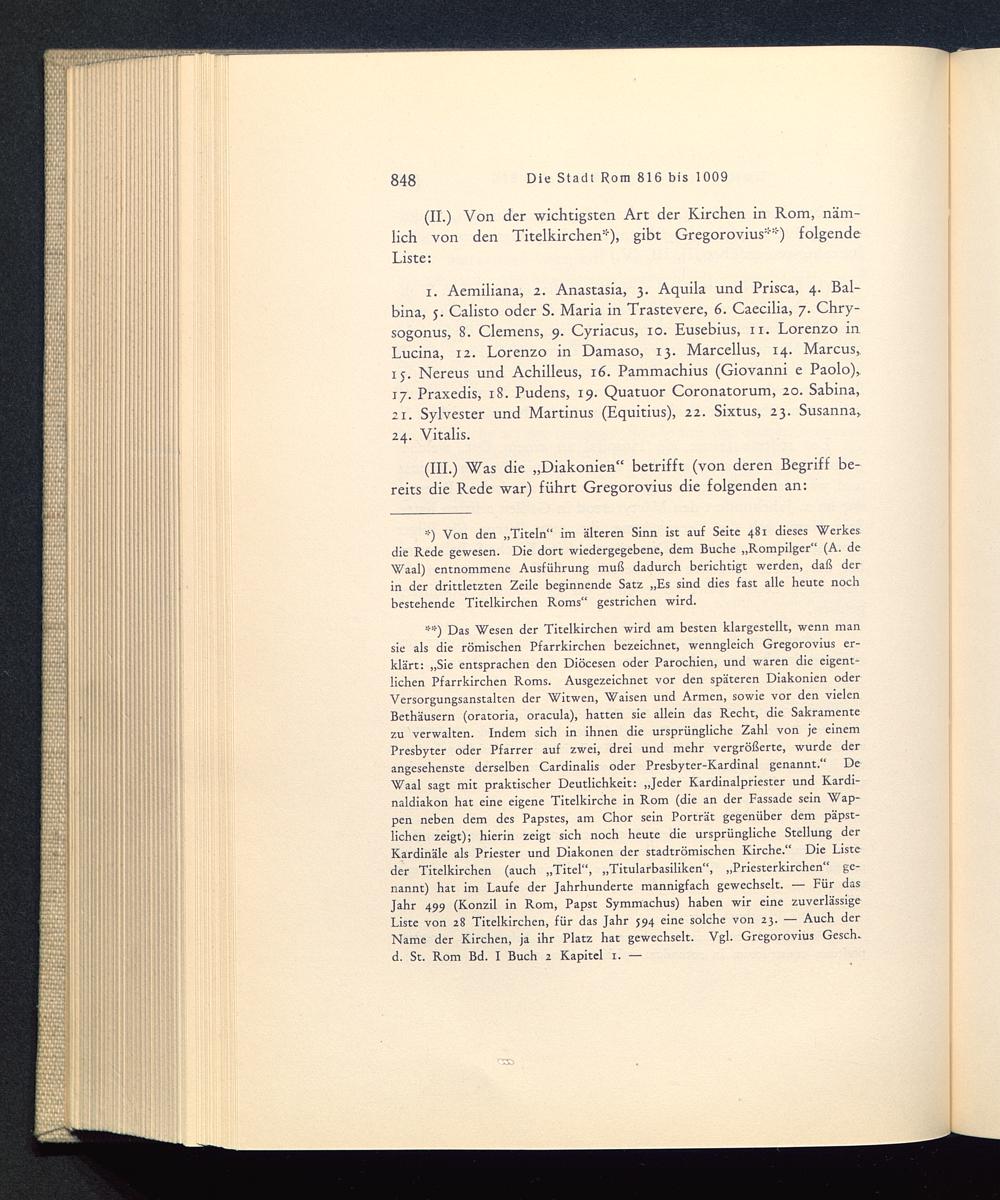 848 Die Stadt Rom 816 bis 1009
(II.) Von der wichtigsten Art der Kirchen in Rom, näm-
lich von den Titelkirchen*), gibt Gregorovius**) folgende
Liste:
1. Aemiliana, 2. Anastasia, 3. Aquila und Prisca, 4. Bal-
bina, 5. Calisto oder S. Maria in Trastevere, 6. Caecilia, 7. Chry-
sogonus, 8. Clemens, 9. Cyriacus, 10. Eusebius, 11. Lorenzo in
Lucina, 12. Lorenzo in Damaso, 13. Marcellus, 14. Marcus,
15. Nereus und Achilleus, 16. Pammachius (Giovanni e Paolo),
17. Praxedis, 18. Pudens, 19. Quatuor Coronatorum, 20. Sabina,
21. Sylvester und Martinus (Equitius), 22. Sixtus, 23. Susanna,
24. Vitalis.
(III.) Was die „Diakonien“ betrifft (von deren Begriff be-
reits die Rede war) führt Gregorovius die folgenden an:
*) Von den „Titeln“ im älteren Sinn ist auf Seite 481 dieses Werkes
die Rede gewesen. Die dort wiedergegebene, dem Buche „Rompilger“ (A. de
Waal) entnommene Ausführung muß dadurch berichtigt werden, daß der
in der drittletzten Zeile beginnende Satz „Es sind dies fast alle heute noch
bestehende Titelkirchen Roms“ gestrichen wird.
**) Das Wesen der Titelkirchen wird am besten klargestellt, wenn man
sie als die römischen Pfarrkirchen bezeichnet, wenngleich Gregorovius er-
klärt: „Sie entsprachen den Diöcesen oder Parochien, und waren die eigent-
lichen Pfarrkirchen Roms. Ausgezeichnet vor den späteren Diakonien oder
Versorgungsanstalten der Witwen, Waisen und Armen, sowie vor den vielen
Bethäusern (oratoria, oracula), hatten sie allein das Recht, die Sakramente
zu verwalten. Indem sich in ihnen die ursprüngliche Zahl von je einem
Presbyter oder Pfarrer auf zwei, drei und mehr vergrößerte, wurde der
angesehenste derselben Cardinalis oder Presbyter-Kardinal genannt.“ De
Waal sagt mit praktischer Deutlichkeit: „Jeder Kardinalpriester und Kardi-
naldiakon hat eine eigene Titelkirche in Rom (die an der Fassade sein Wap-
pen neben dem des Papstes, am Chor sein Porträt gegenüber dem päpst-
lichen zeigt); hierin zeigt sich noch heute die ursprüngliche Stellung der
Kardinäle als Priester und Diakonen der stadtrömischen Kirche.“ Die Liste
der Titelkirchen (auch „Titel“, „Titularbasiliken“, „Priesterkirchen“ ge-
nannt) hat im Laufe der Jahrhunderte mannigfach gewechselt. — Für das
Jahr 499 (Konzil in Rom, Papst Symmachus) haben wir eine zuverlässige
Liste von 28 Titelkirchen, für das Jahr 594 eine solche von 23. — Auch der
Name der Kirchen, ja ihr Platz hat gewechselt. Vgl. Gregorovius Gesch.
d. St. Rom Bd. I Buch 2 Kapitel 1. —